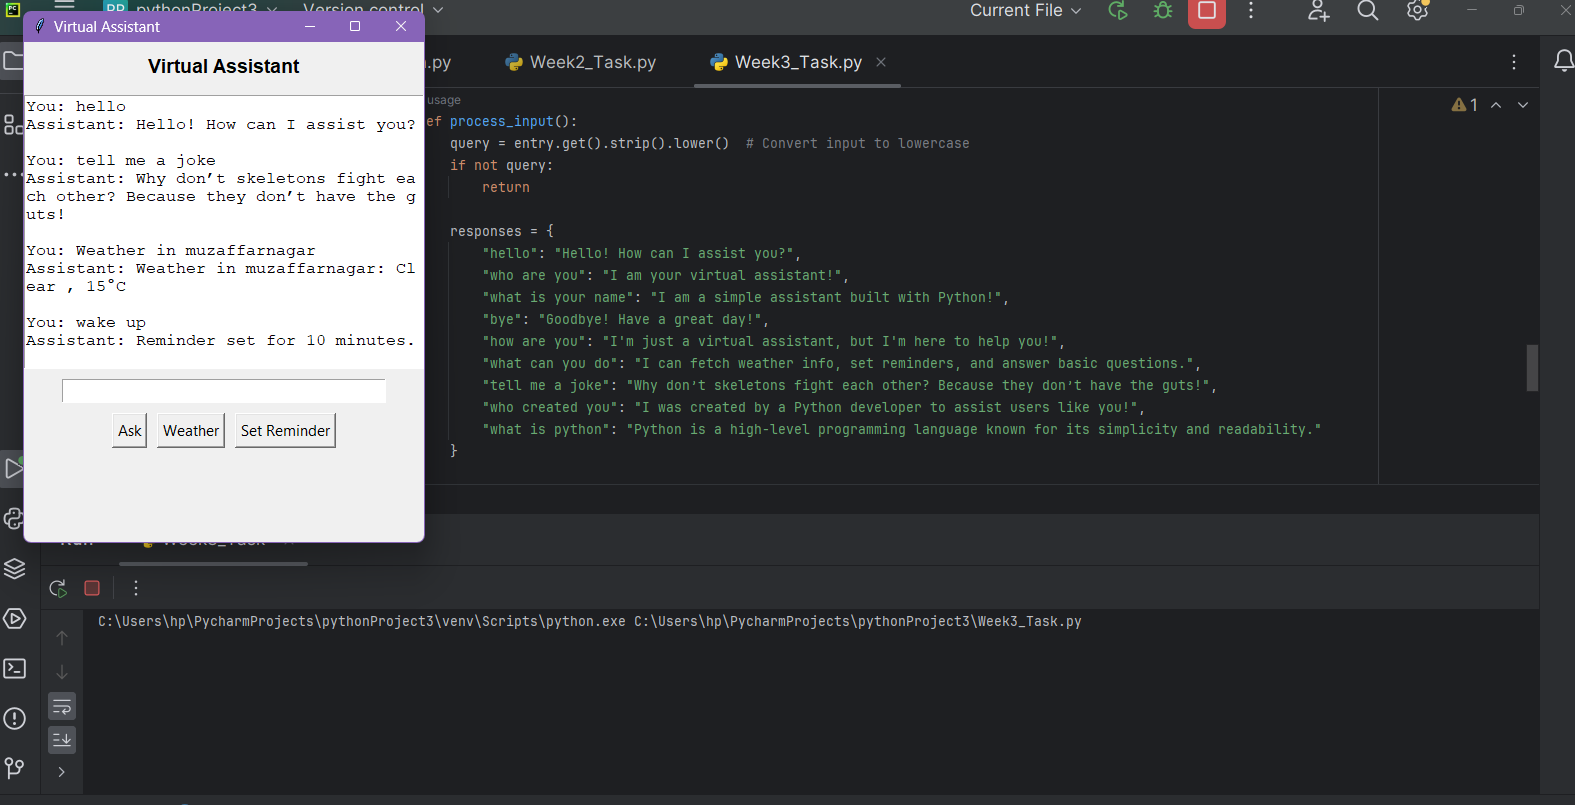 PC
PP pythonProject3 Version control
Current File
Virtual Assistant
Virtual Assistant
.py
Week2_Task.py
Week3_Task.py
You: hello
Assistant: Hello! How can I assist you?
You: tell me a joke
Assistant: Why don’t skeletons fight ea
ch other? Because they don’t have the g
uts!
You: Weather in muzaffarnagar
Assistant: Weather in muzaffarnagar: Cl
ear , 15°C
You: wake up
Assistant: Reminder set for 10 minutes.
Ask
Weather
Set Reminder
usage
1
ef process_input():
query = entry.get().strip().lower()  # Convert input to lowercase
if not query:
return
responses = {
"hello": "Hello! How can I assist you?",
"who are you": "I am your virtual assistant!",
"what is your name": "I am a simple assistant built with Python!",
"bye": "Goodbye! Have a great day!",
"how are you": "I'm just a virtual assistant, but I'm here to help you!",
"what can you do": "I can fetch weather info, set reminders, and answer basic questions.",
"tell me a joke": "Why don’t skeletons fight each other? Because they don’t have the guts!",
"who created you": "I was created by a Python developer to assist users like you!",
"what is python": "Python is a high-level programming language known for its simplicity and readability."
}
Run Week3_Task
C:\Users\hp\PycharmProjects\pythonProject3\venv\Scripts\python.exe C:\Users\hp\PycharmProjects\pythonProject3\Week3_Task.py